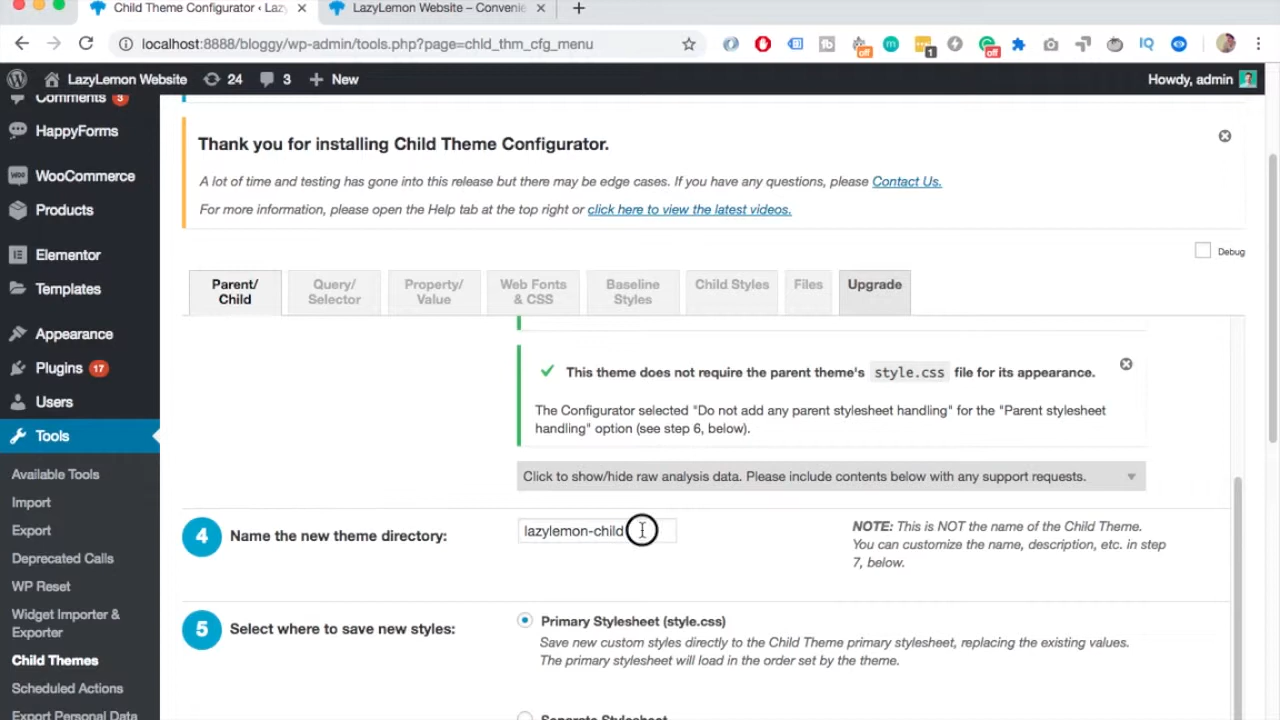 Child Theme Configurator ‹ Lazy
LazyLemon Website – Convenie
localhost:8888/bloggy/wp-admin/tools.php?page=chld_thm_cfg_menu
off
1
off
IQ
LazyLemon Website
24
3
New
Howdy, admin
Comments 3
HappyForms
WooCommerce
Products
Elementor
Templates
Appearance
Plugins 17
Users
Tools
Available Tools
Import
Export
Deprecated Calls
WP Reset
Widget Importer &
Exporter
Child Themes
Scheduled Actions
Export Personal Data
Thank you for installing Child Theme Configurator.
A lot of time and testing has gone into this release but there may be edge cases. If you have any questions, please Contact Us.
For more information, please open the Help tab at the top right or click here to view the latest videos.
Debug
Parent/
Child
Query/
Selector
Property/
Value
Web Fonts
& CSS
Baseline
Styles
Child Styles
Files
Upgrade
This theme does not require the parent theme's style.css file for its appearance.
The Configurator selected "Do not add any parent stylesheet handling" for the "Parent stylesheet
handling" option (see step 6, below).
Click to show/hide raw analysis data. Please include contents below with any support requests.
4
Name the new theme directory:
lazylemon-child
NOTE: This is NOT the name of the Child Theme.
You can customize the name, description, etc. in step
7, below.
5
Select where to save new styles:
Primary Stylesheet (style.css)
Save new custom styles directly to the Child Theme primary stylesheet, replacing the existing values.
The primary stylesheet will load in the order set by the theme.
Separate Stylesheet